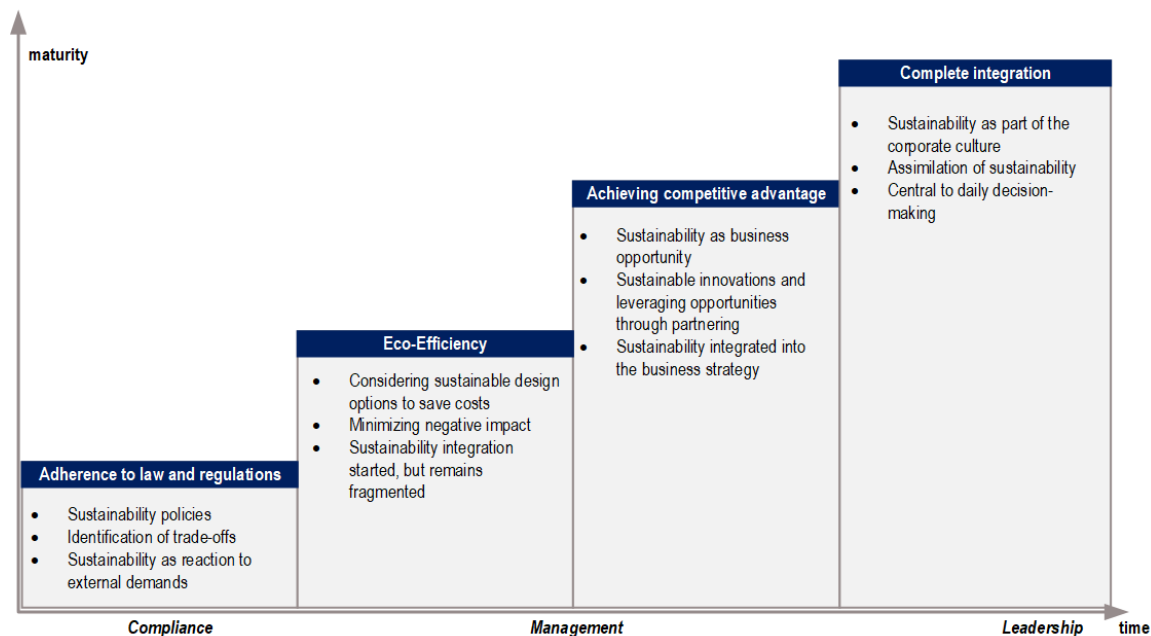 maturity
Complete integration
• Sustainability as part of the
corporate culture
• Assimilation of sustainability
• Central to daily decision-
making
Achieving competitive advantage
• Sustainability as business
opportunity
• Sustainable innovations and
leveraging opportunities
through partnering
• Sustainability integrated into
the business strategy
Eco-Efficiency
• Considering sustainable design
options to save costs
• Minimizing negative impact
• Sustainability integration
started, but remains
fragmented
Adherence to law and regulations
• Sustainability policies
• Identification of trade-offs
• Sustainability as reaction to
external demands
Compliance
Management
Leadership
time